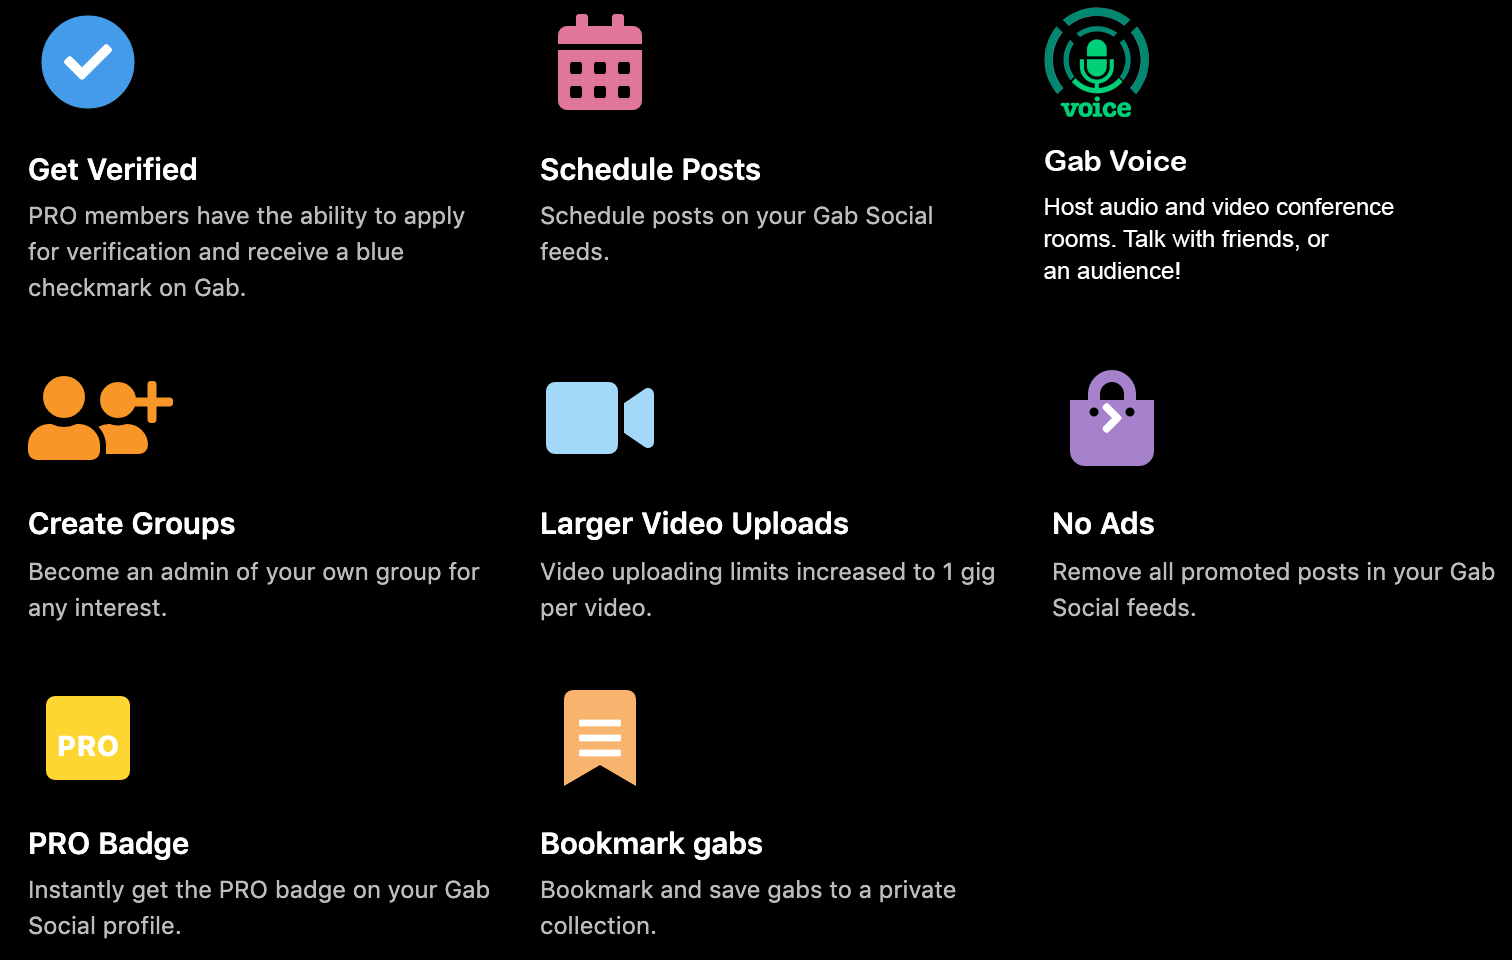 Get Verified
PRO members have the ability to apply
for verification and receive a blue
checkmark on Gab.
Schedule Posts
Schedule posts on your Gab Social
feeds.
voice
Gab Voice
Host audio and video conference
rooms. Talk with friends, or
an audience!
Create Groups
Become an admin of your own group for
any interest.
Larger Video Uploads
Video uploading limits increased to 1 gig
per video.
No Ads
Remove all promoted posts in your Gab
Social feeds.
PRO
PRO Badge
Instantly get the PRO badge on your Gab
Social profile.
Bookmark gabs
Bookmark and save gabs to a private
collection.